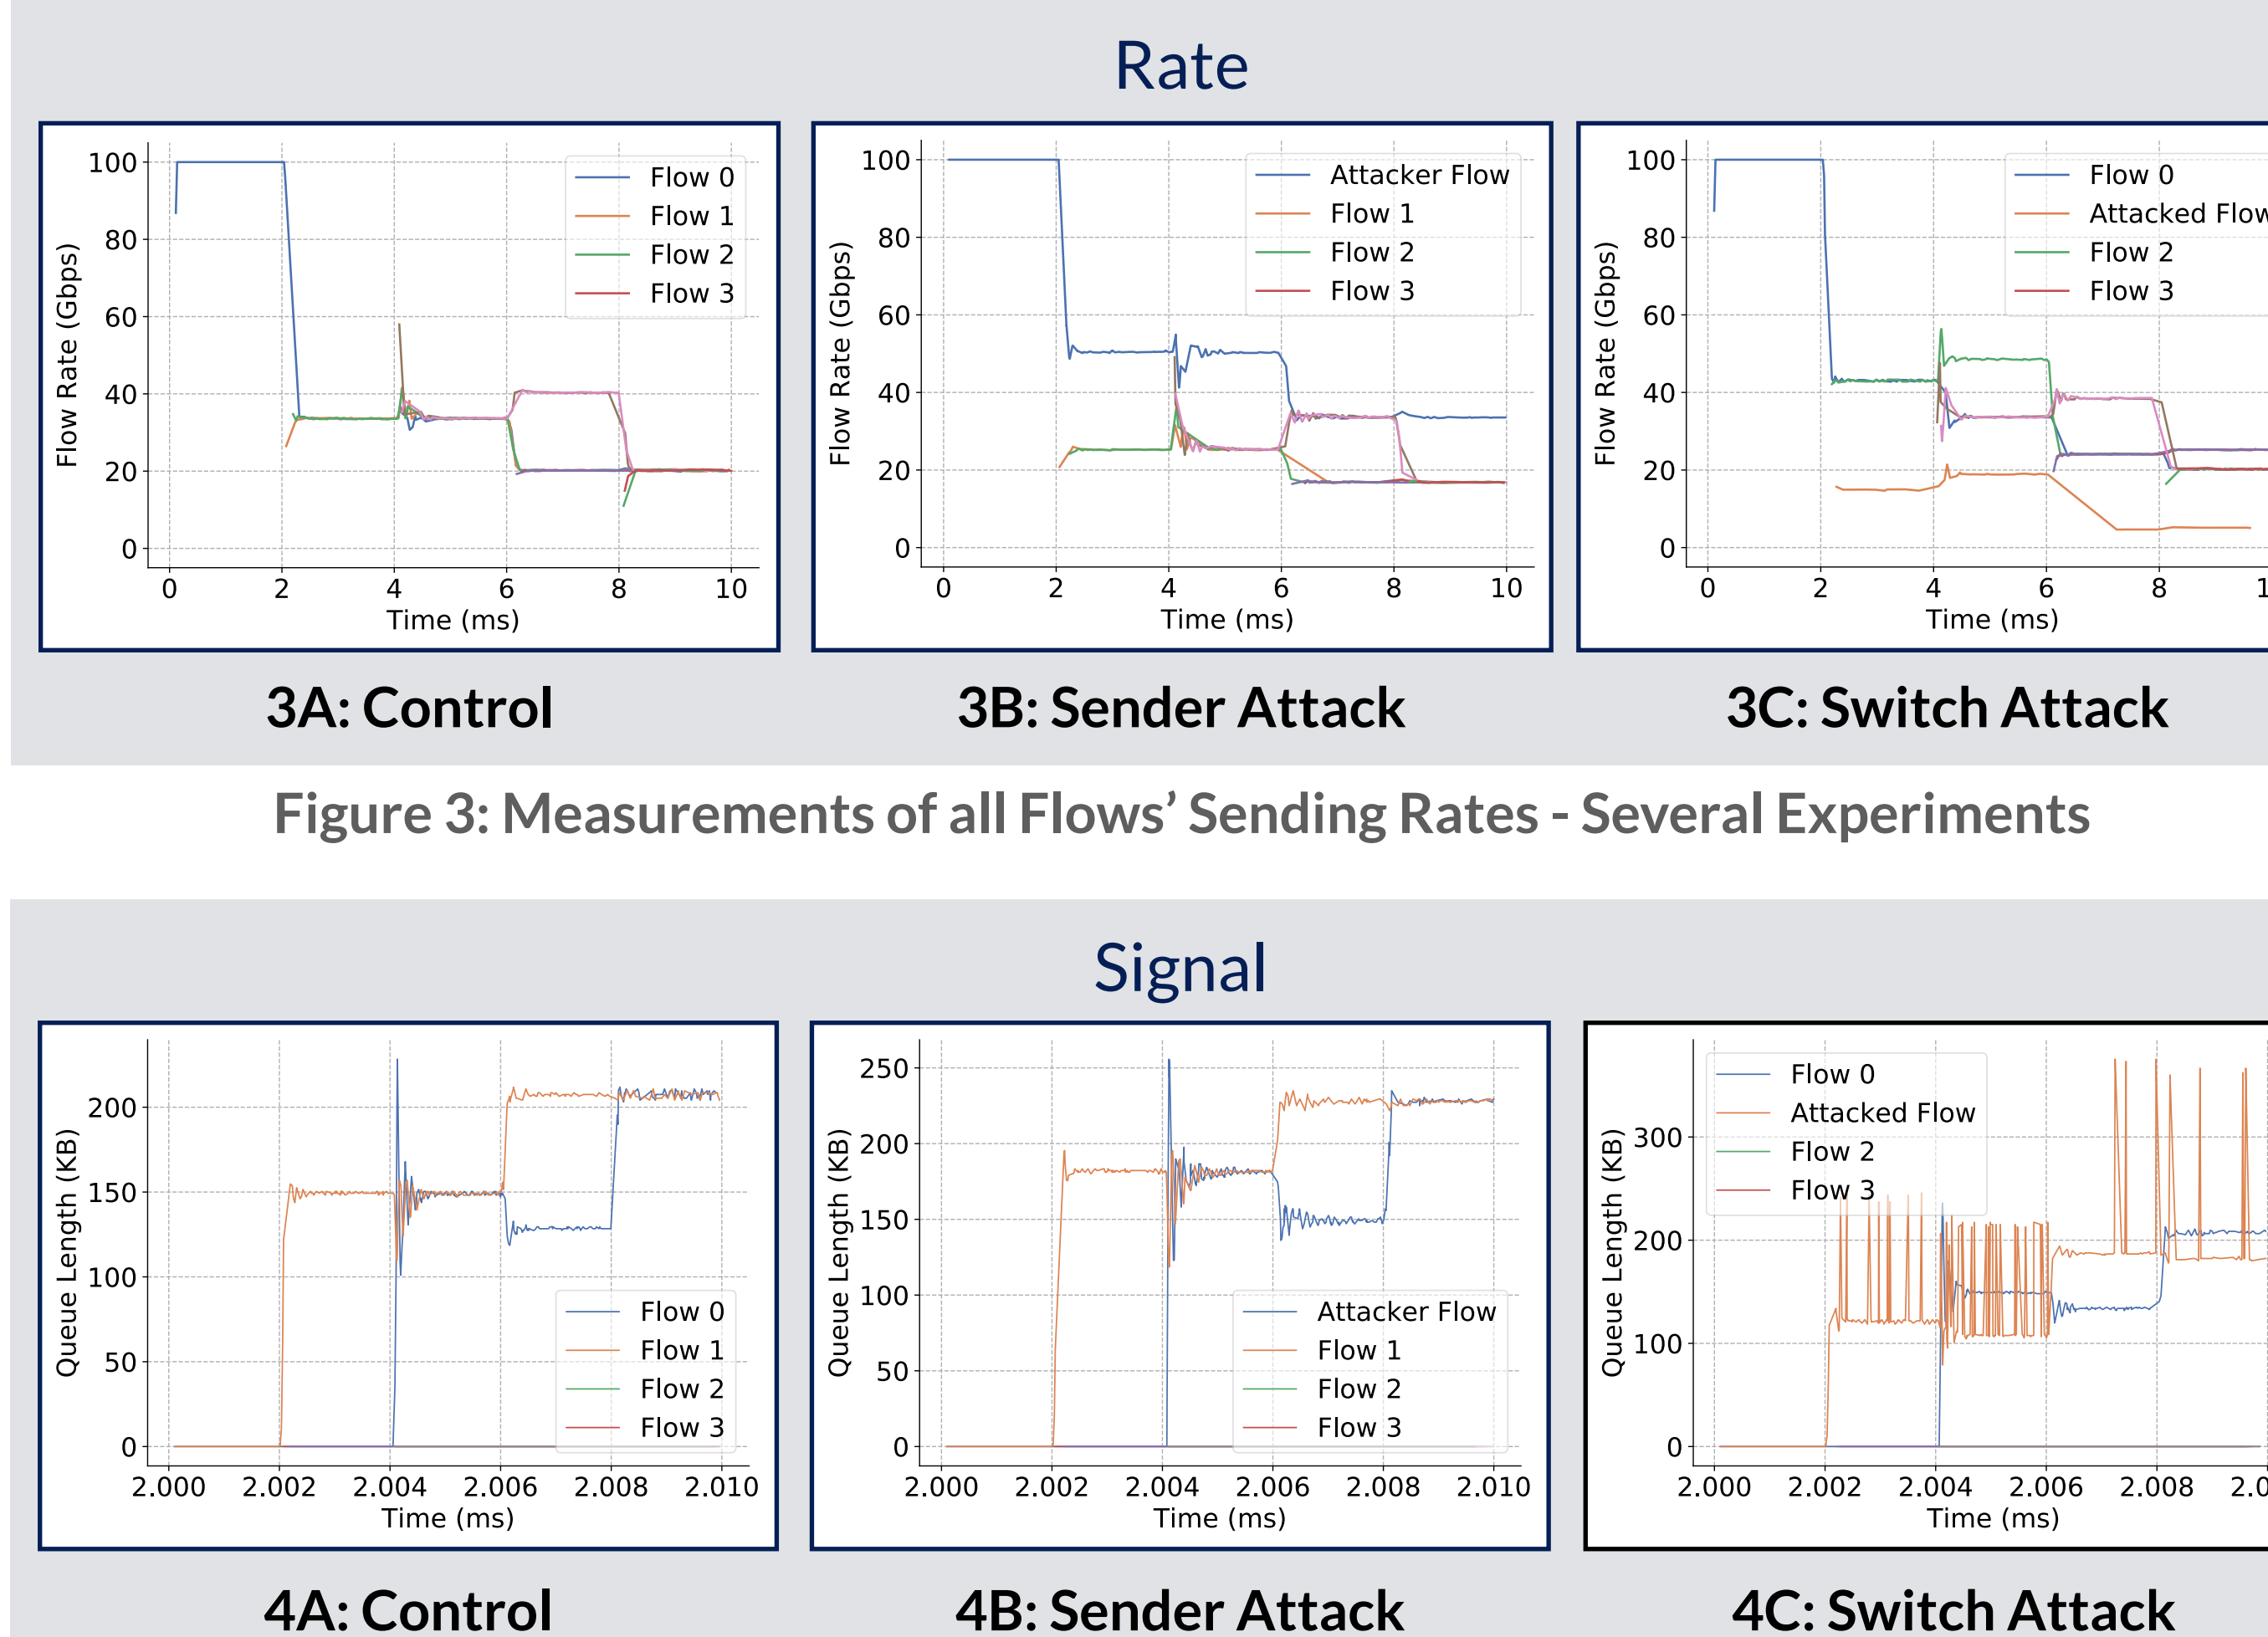 Rate
100
80
60
40
20
0
Flow Rate (Gbps)
Flow 0
Flow 1
Flow 2
Flow 3
0 2 4 6 8 10
Time (ms)
3A: Control
100
80
60
40
20
0
Flow Rate (Gbps)
Attacker Flow
Flow 1
Flow 2
Flow 3
0 2 4 6 8 10
Time (ms)
3B: Sender Attack
100
80
60
40
20
0
Flow Rate (Gbps)
Flow 0
Attacked Flow
Flow 2
Flow 3
0 2 4 6 8 1
Time (ms)
3C: Switch Attack
Figure 3: Measurements of all Flows’ Sending Rates - Several Experiments
Signal
200
150
100
50
0
Queue Length (KB)
Flow 0
Flow 1
Flow 2
Flow 3
2.000 2.002 2.004 2.006 2.008 2.010
Time (ms)
4A: Control
250
200
150
100
50
0
Queue Length (KB)
Attacker Flow
Flow 1
Flow 2
Flow 3
2.000 2.002 2.004 2.006 2.008 2.010
Time (ms)
4B: Sender Attack
300
200
100
0
Queue Length (KB)
Flow 0
Attacked Flow
Flow 2
Flow 3
2.000 2.002 2.004 2.006 2.008 2.0
Time (ms)
4C: Switch Attack